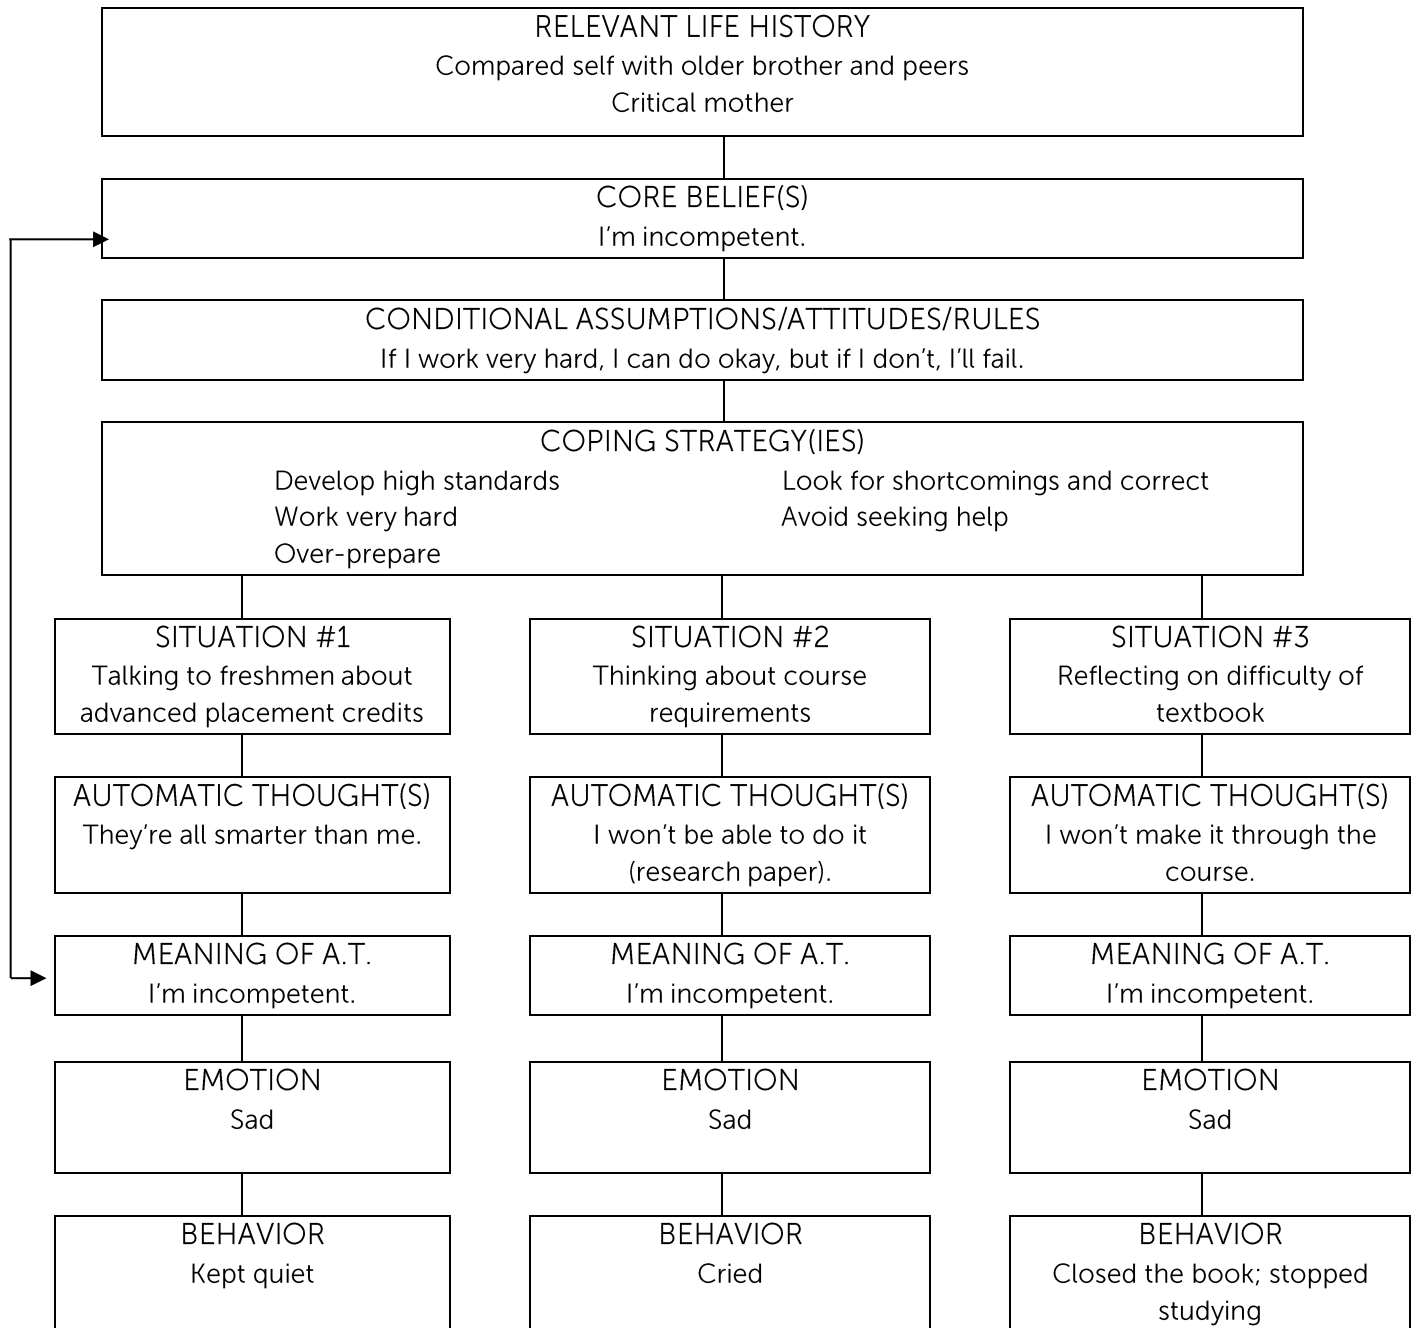 RELEVANT LIFE HISTORY
Compared self with older brother and peers
Critical mother
CORE BELIEF(S)
I’m incompetent.
CONDITIONAL ASSUMPTIONS/ATTITUDES/RULES
If I work very hard, I can do okay, but if I don’t, I’ll fail.
COPING STRATEGY(IES)
Develop high standards
Work very hard
Over-prepare
Look for shortcomings and correct
Avoid seeking help
SITUATION #1
Talking to freshmen about
advanced placement credits
AUTOMATIC THOUGHT(S)
They’re all smarter than me.
MEANING OF A.T.
I’m incompetent.
EMOTION
Sad
BEHAVIOR
Kept quiet
SITUATION #2
Thinking about course
requirements
AUTOMATIC THOUGHT(S)
I won’t be able to do it
(research paper).
MEANING OF A.T.
I’m incompetent.
EMOTION
Sad
BEHAVIOR
Cried
SITUATION #3
Reflecting on difficulty of
textbook
AUTOMATIC THOUGHT(S)
I won’t make it through the
course.
MEANING OF A.T.
I’m incompetent.
EMOTION
Sad
BEHAVIOR
Closed the book; stopped
studying